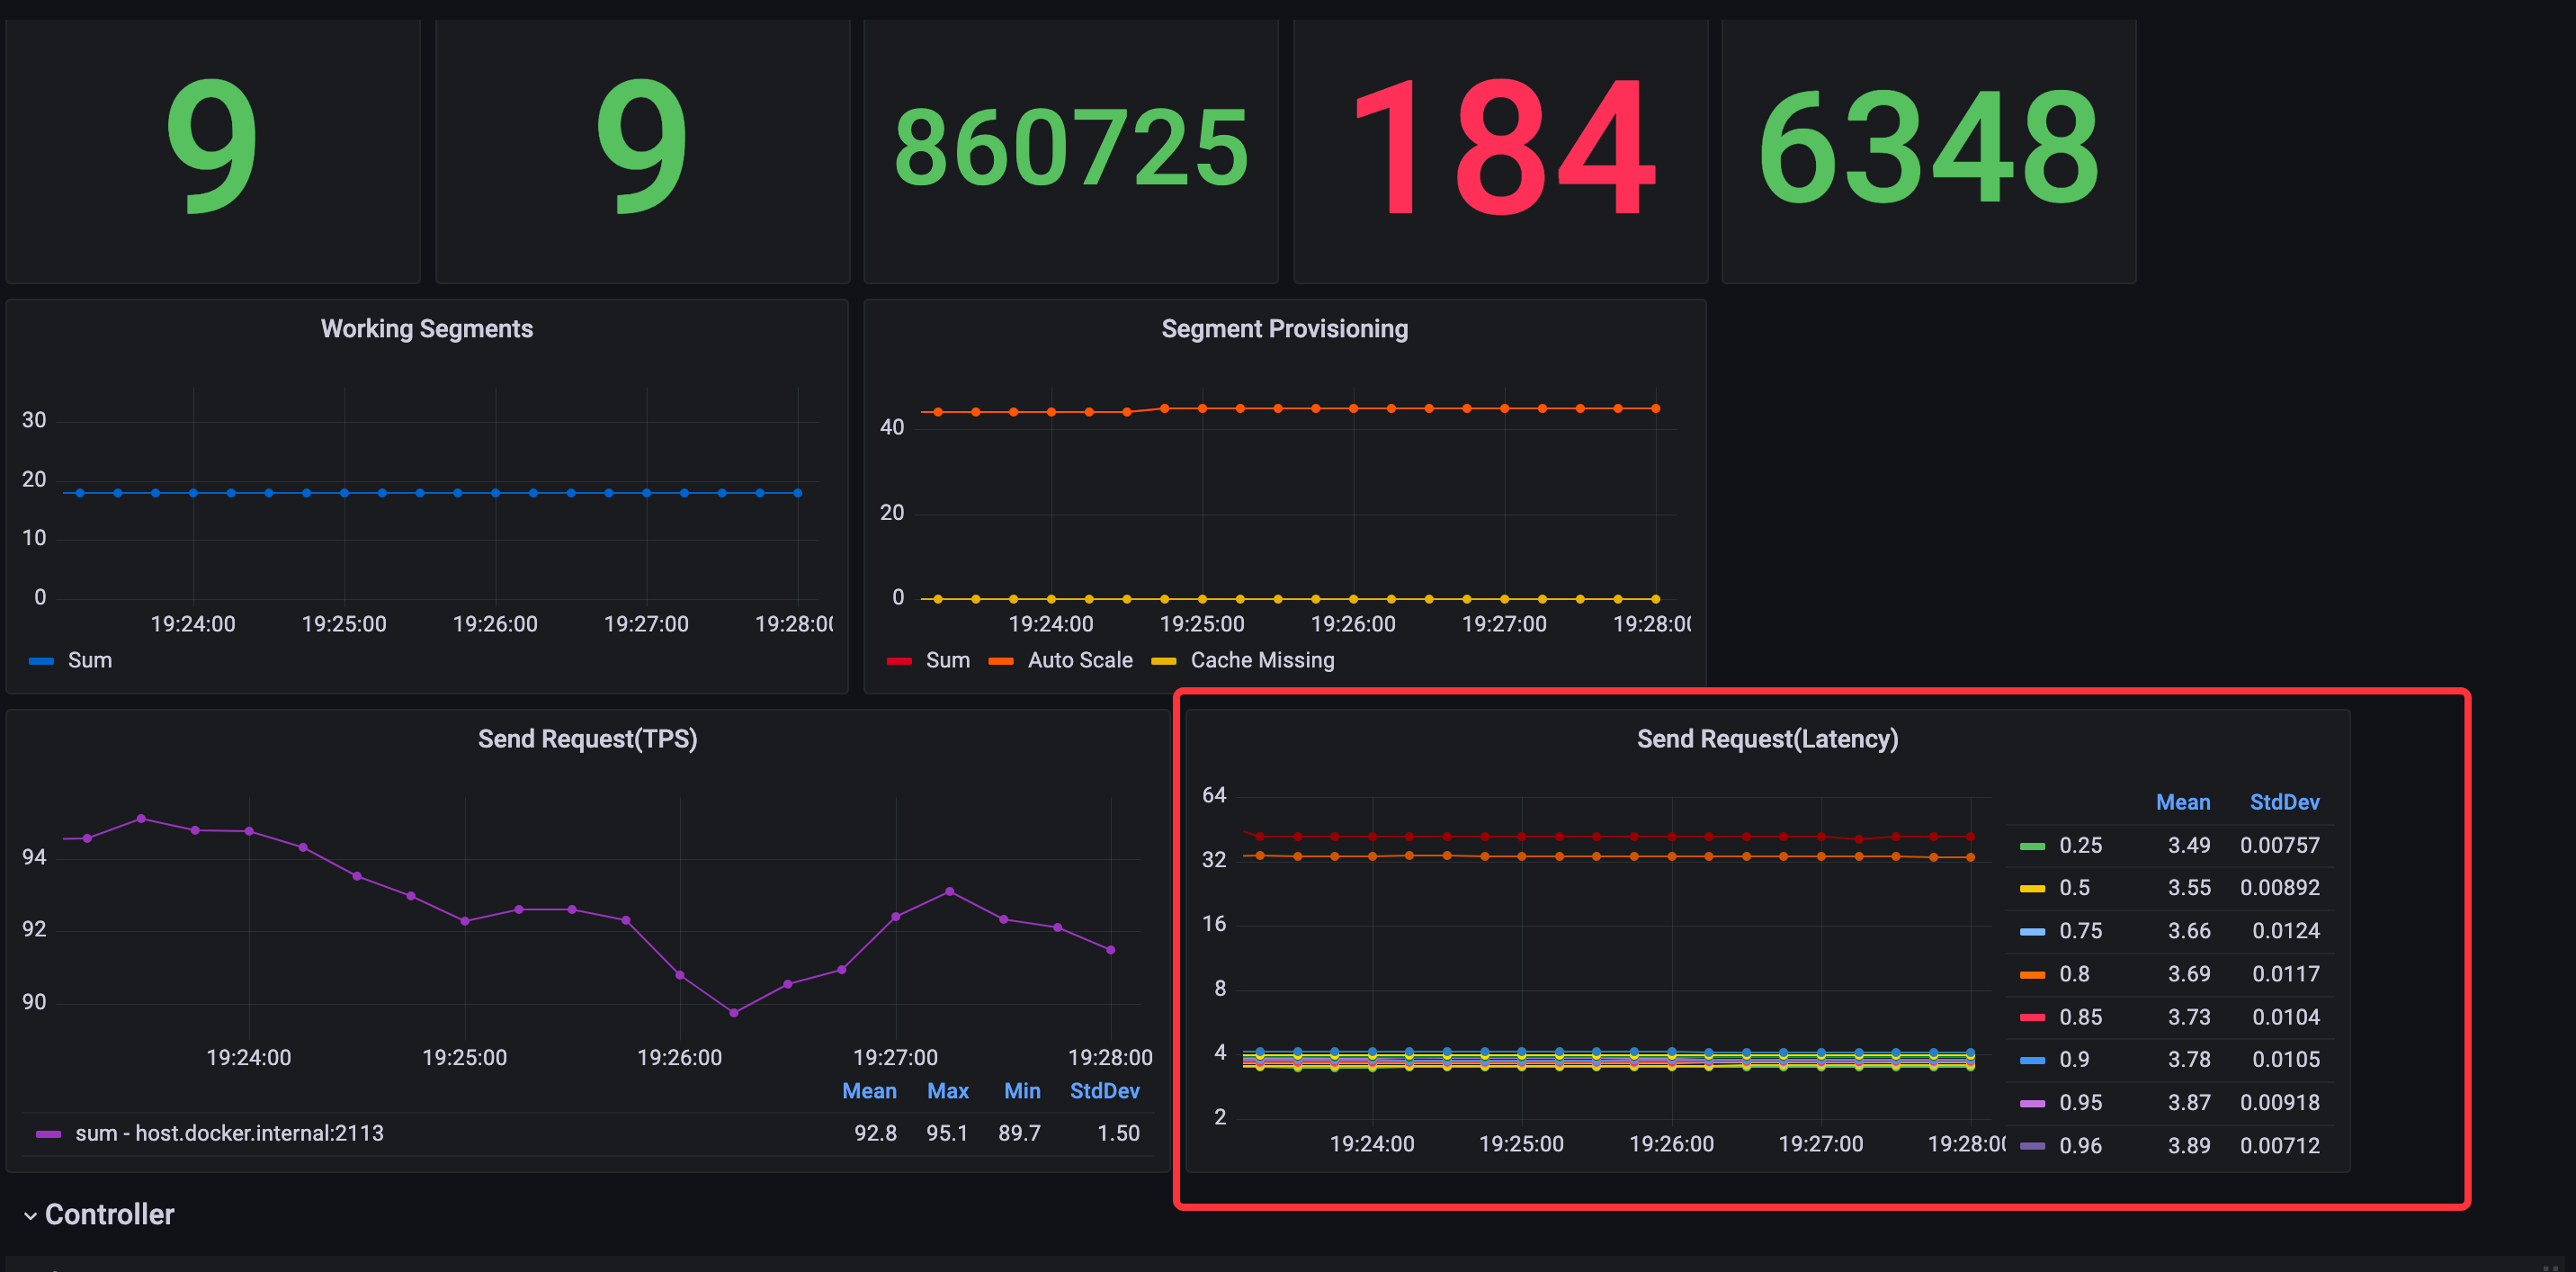 9
9
860725
184
6348
Working Segments
30
20
10
0
19:24:00 19:25:00 19:26:00 19:27:00 19:28:00
Sum
Segment Provisioning
40
20
0
19:24:00 19:25:00 19:26:00 19:27:00 19:28:00
Sum Auto Scale Cache Missing
Send Request(TPS)
94
92
90
19:24:00 19:25:00 19:26:00 19:27:00 19:28:00
Mean Max Min StdDev
sum - host.docker.internal:2113 92.8 95.1 89.7 1.50
Send Request(Latency)
64
32
16
8
4
2
19:24:00 19:25:00 19:26:00 19:27:00 19:28:00
Mean StdDev
0.25 3.49 0.00757
0.5 3.55 0.00892
0.75 3.66 0.0124
0.8 3.69 0.0117
0.85 3.73 0.0104
0.9 3.78 0.0105
0.95 3.87 0.00918
0.96 3.89 0.00712
Controller